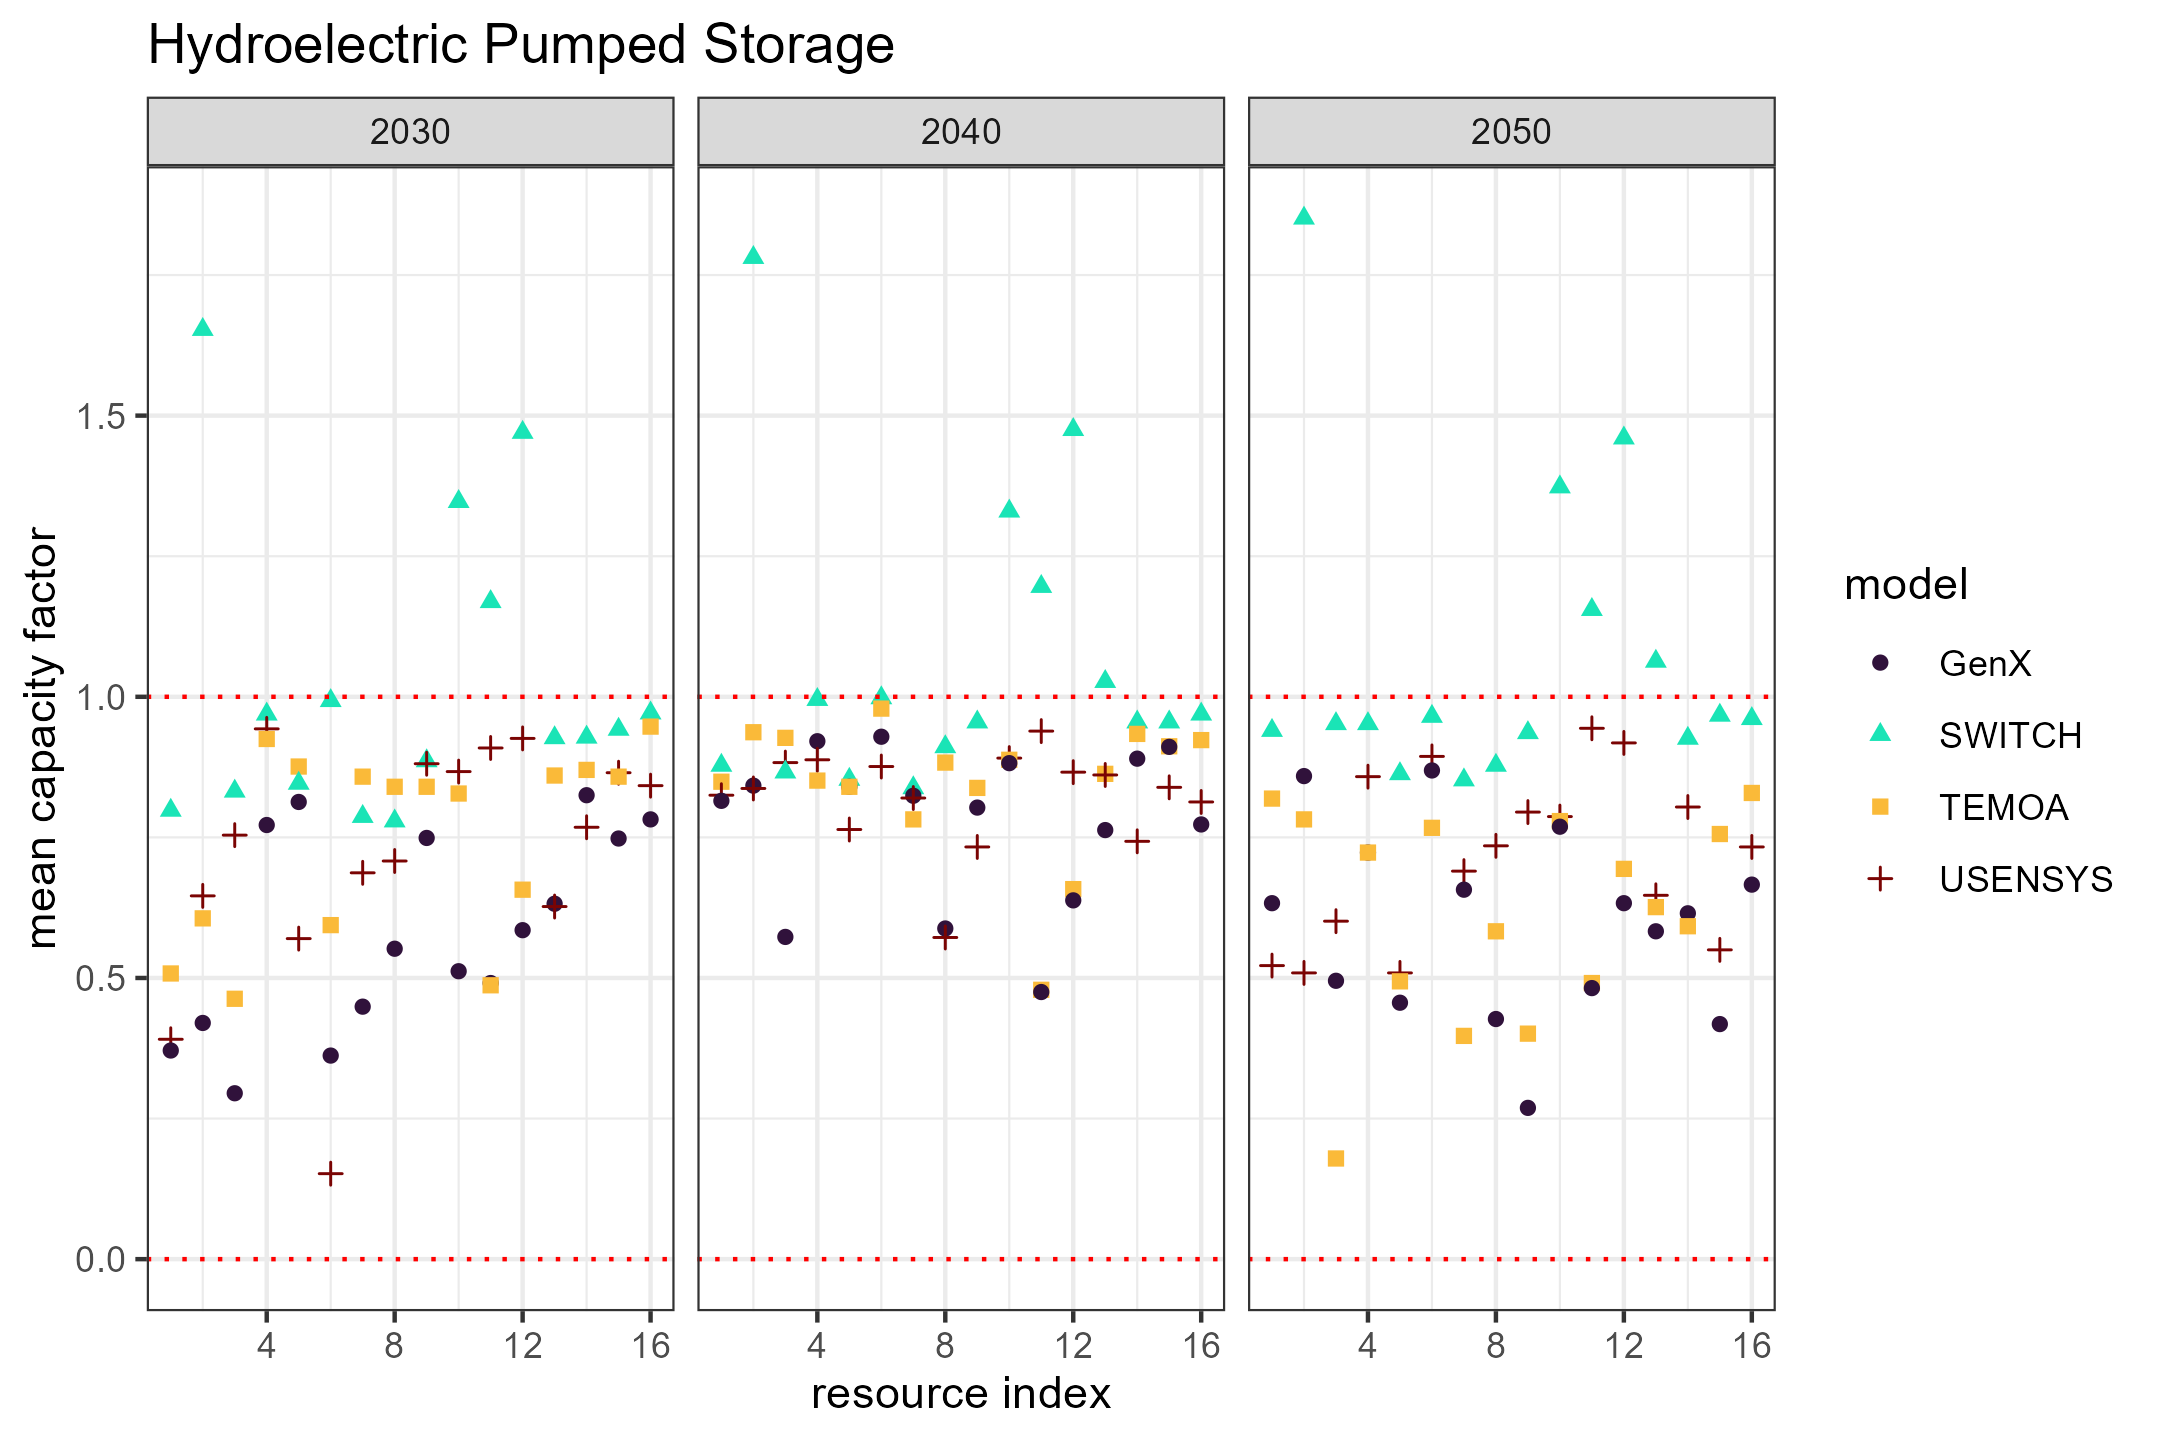 Hydroelectric Pumped Storage
2030 2040 2050
mean capacity factor
1.5
1.0
0.5
0.0
4 8 12 16 4 8 12 16 4 8 12 16
resource index
model
GenX
SWITCH
TEMOA
USENSYS